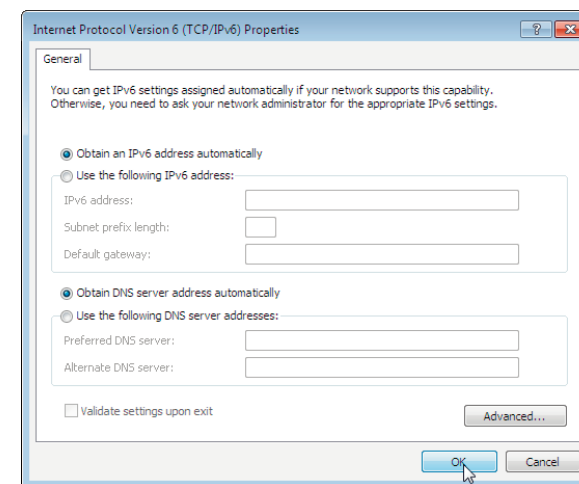 Internet Protocol Version 6 (TCP/IPv6) Properties
?
General
You can get IPv6 settings assigned automatically if your network supports this capability.
Otherwise, you need to ask your network administrator for the appropriate IPv6 settings.
Obtain an IPv6 address automatically
Use the following IPv6 address:
IPv6 address:
Subnet prefix length:
Default gateway:
Obtain DNS server address automatically
Use the following DNS server addresses:
Preferred DNS server:
Alternate DNS server:
Validate settings upon exit
Advanced...
OK
Cancel